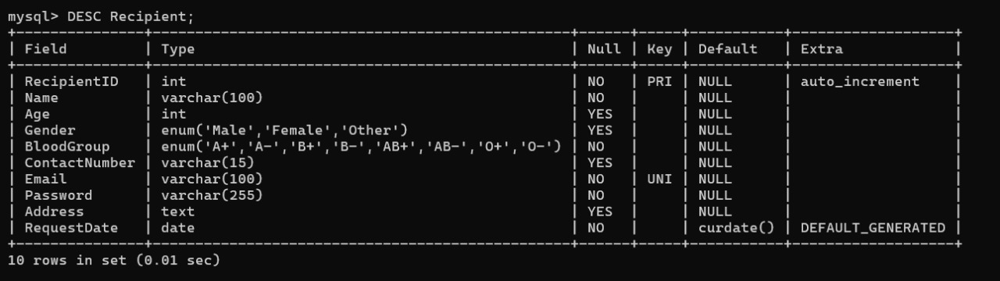 mysql> DESC Recipient;
+---------------+--------------------------------------------------+------+-----+-----------+-------------------+
| Field         | Type                                             | Null | Key | Default   | Extra             |
+---------------+--------------------------------------------------+------+-----+-----------+-------------------+
| RecipientID   | int                                              | NO   | PRI | NULL      | auto_increment    |
| Name          | varchar(100)                                     | NO   |     | NULL      |                   |
| Age           | int                                              | YES  |     | NULL      |                   |
| Gender        | enum('Male','Female','Other')                    | YES  |     | NULL      |                   |
| BloodGroup    | enum('A+','A-','B+','B-','AB+','AB-','O+','O-') | NO   |     | NULL      |                   |
| ContactNumber | varchar(15)                                      | YES  |     | NULL      |                   |
| Email         | varchar(100)                                     | NO   | UNI | NULL      |                   |
| Password      | varchar(255)                                     | NO   |     | NULL      |                   |
| Address       | text                                             | YES  |     | NULL      |                   |
| RequestDate   | date                                             | NO   |     | curdate() | DEFAULT_GENERATED |
+---------------+--------------------------------------------------+------+-----+-----------+-------------------+
10 rows in set (0.01 sec)